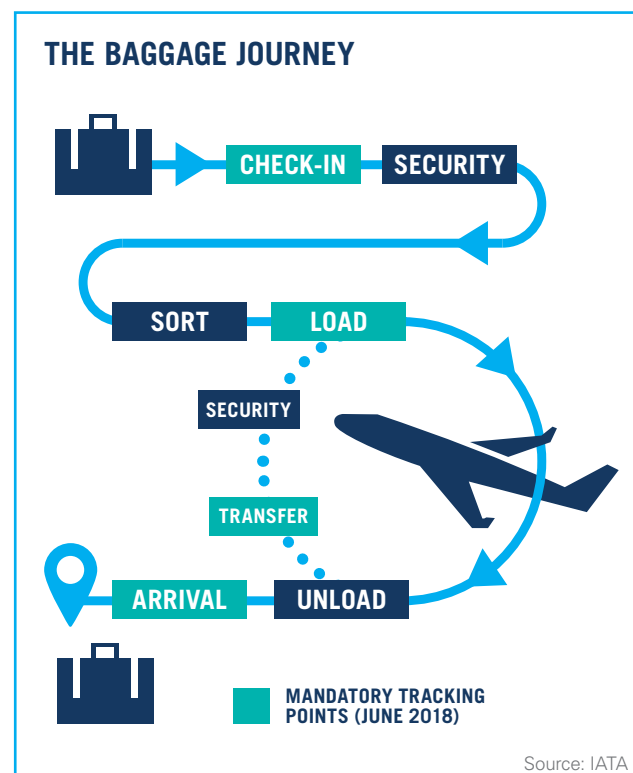 THE BAGGAGE JOURNEY
CHECK-IN
SECURITY
SORT
LOAD
SECURITY
TRANSFER
ARRIVAL
UNLOAD
MANDATORY TRACKING
POINTS (JUNE 2018)
Source: IATA